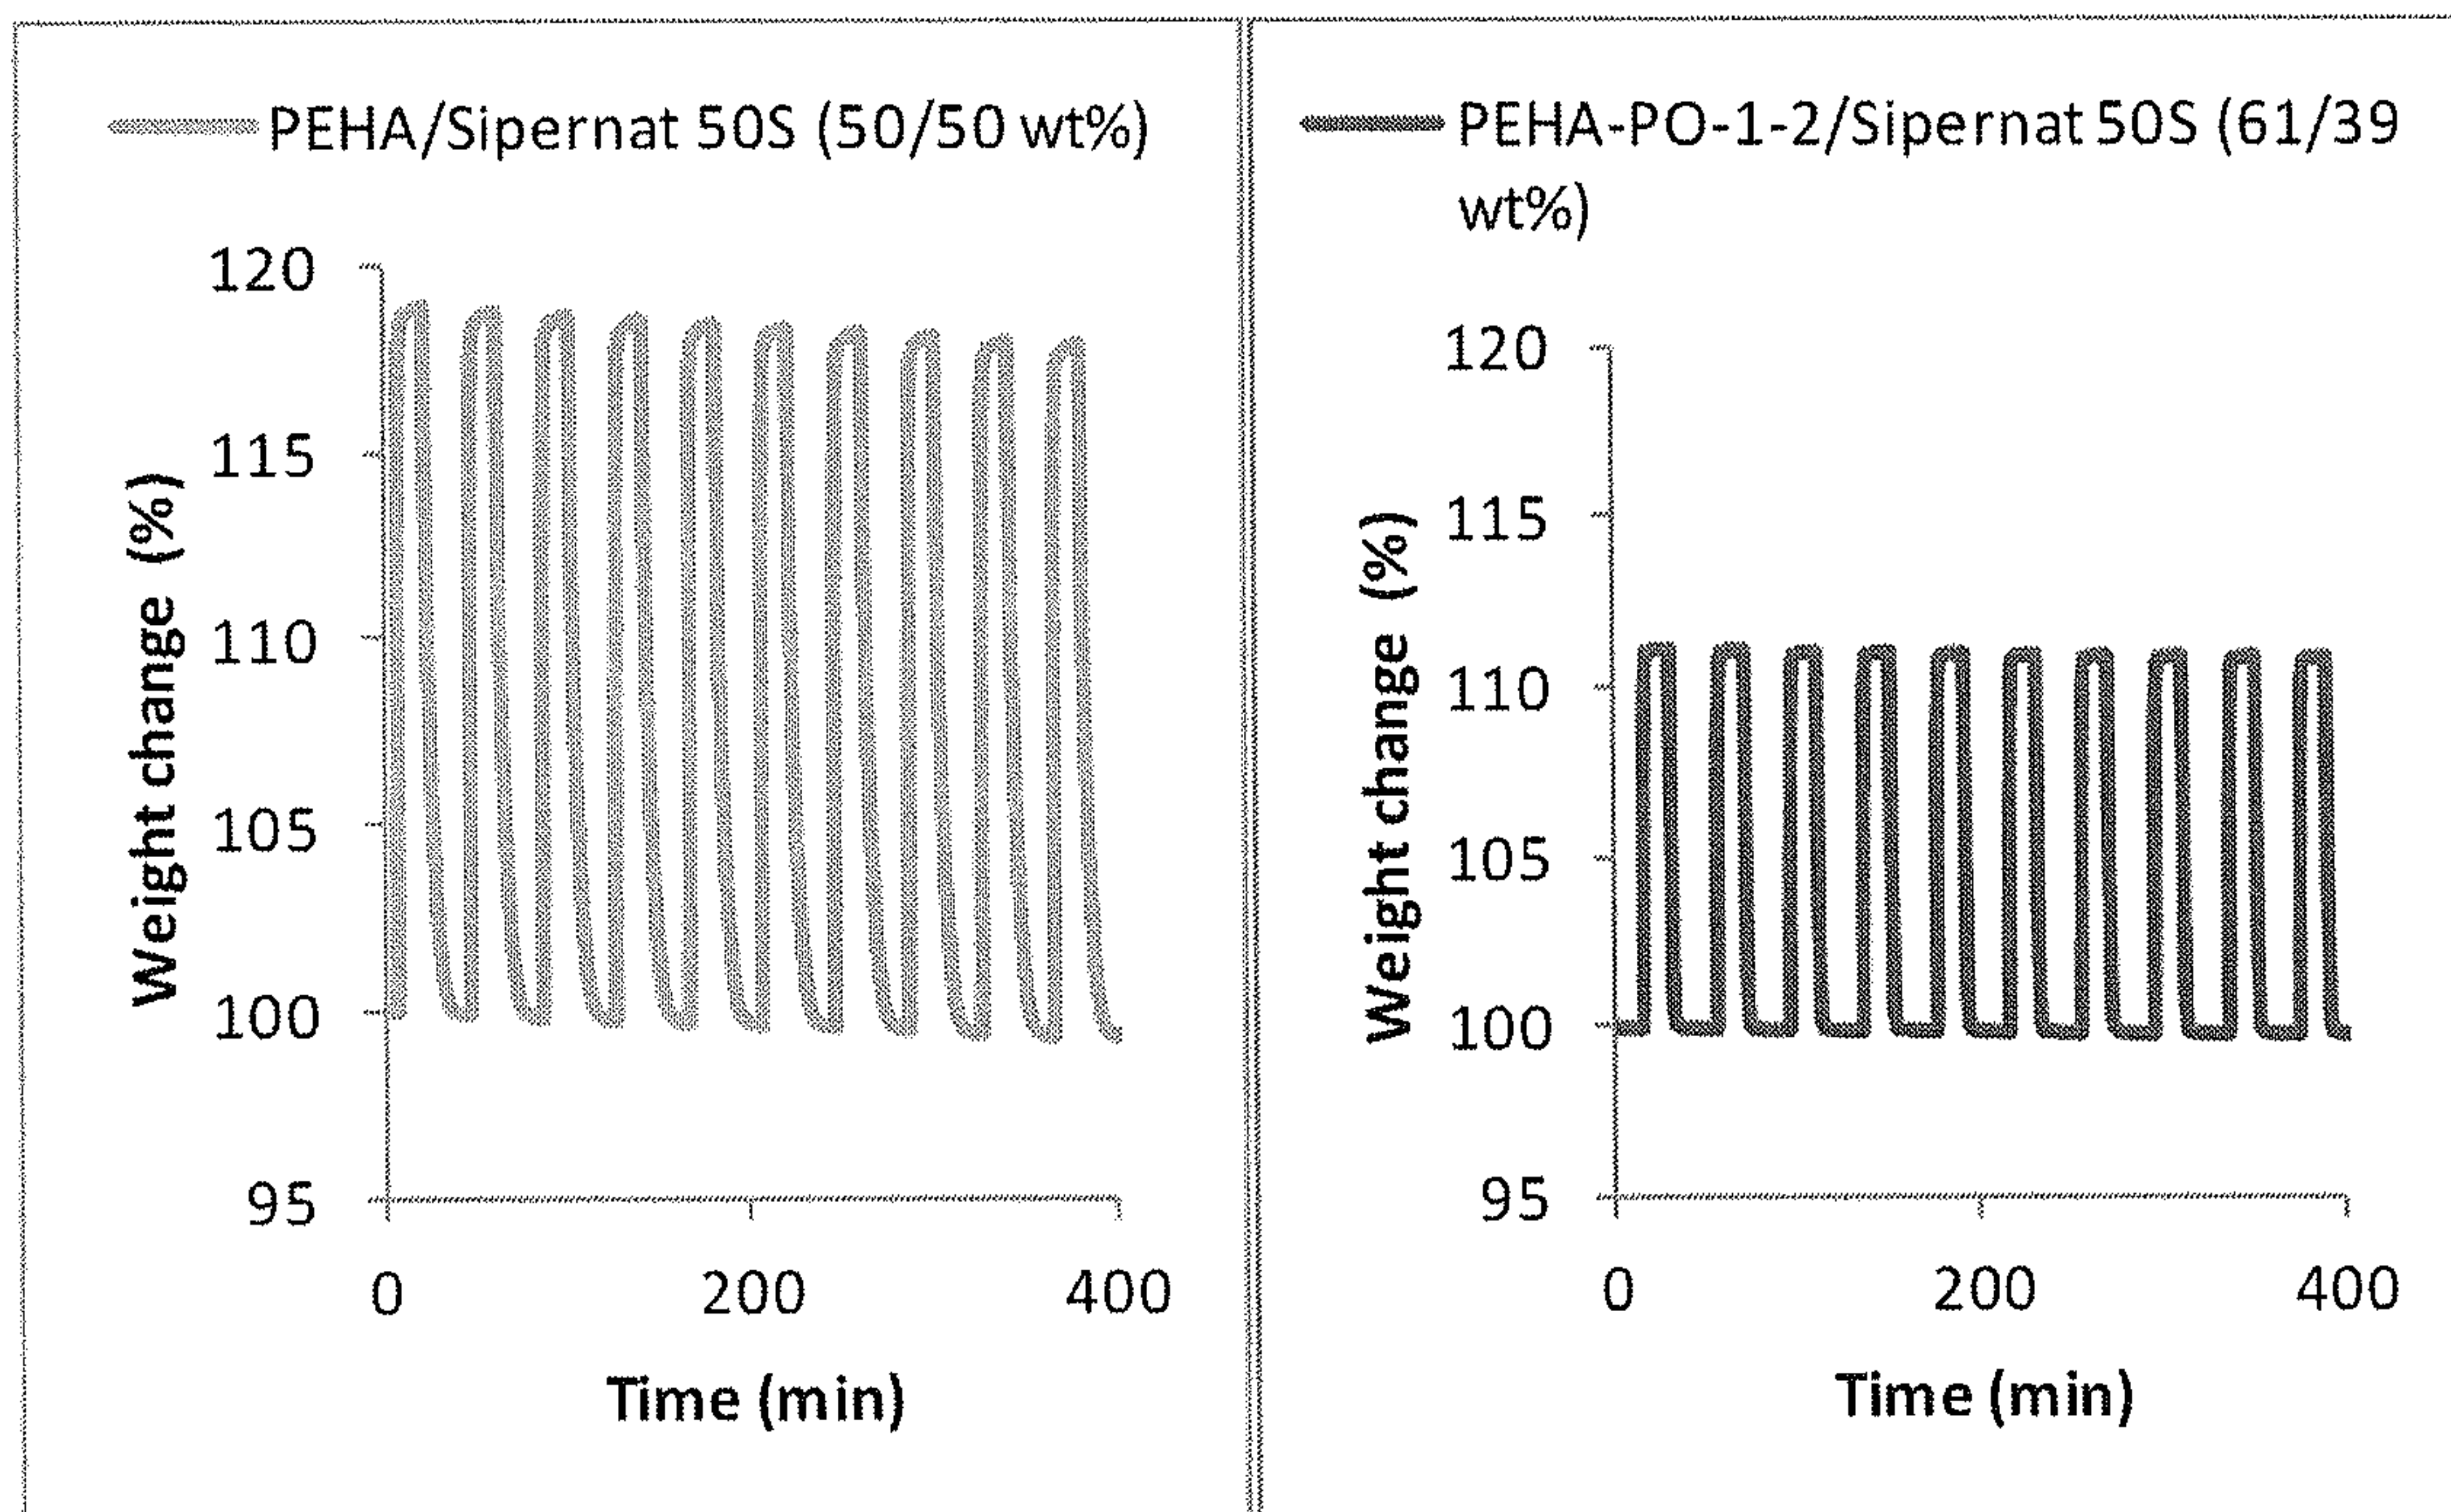 PEHA/Sipernat 50S (50/50 wt%)
120
115
110
105
100
95
Weight change (%)
0 200 400
Time (min)
PEHA-PO-1-2/Sipernat 50S (61/39
wt%)
120
115
110
105
100
95
Weight change (%)
0 200 400
Time (min)